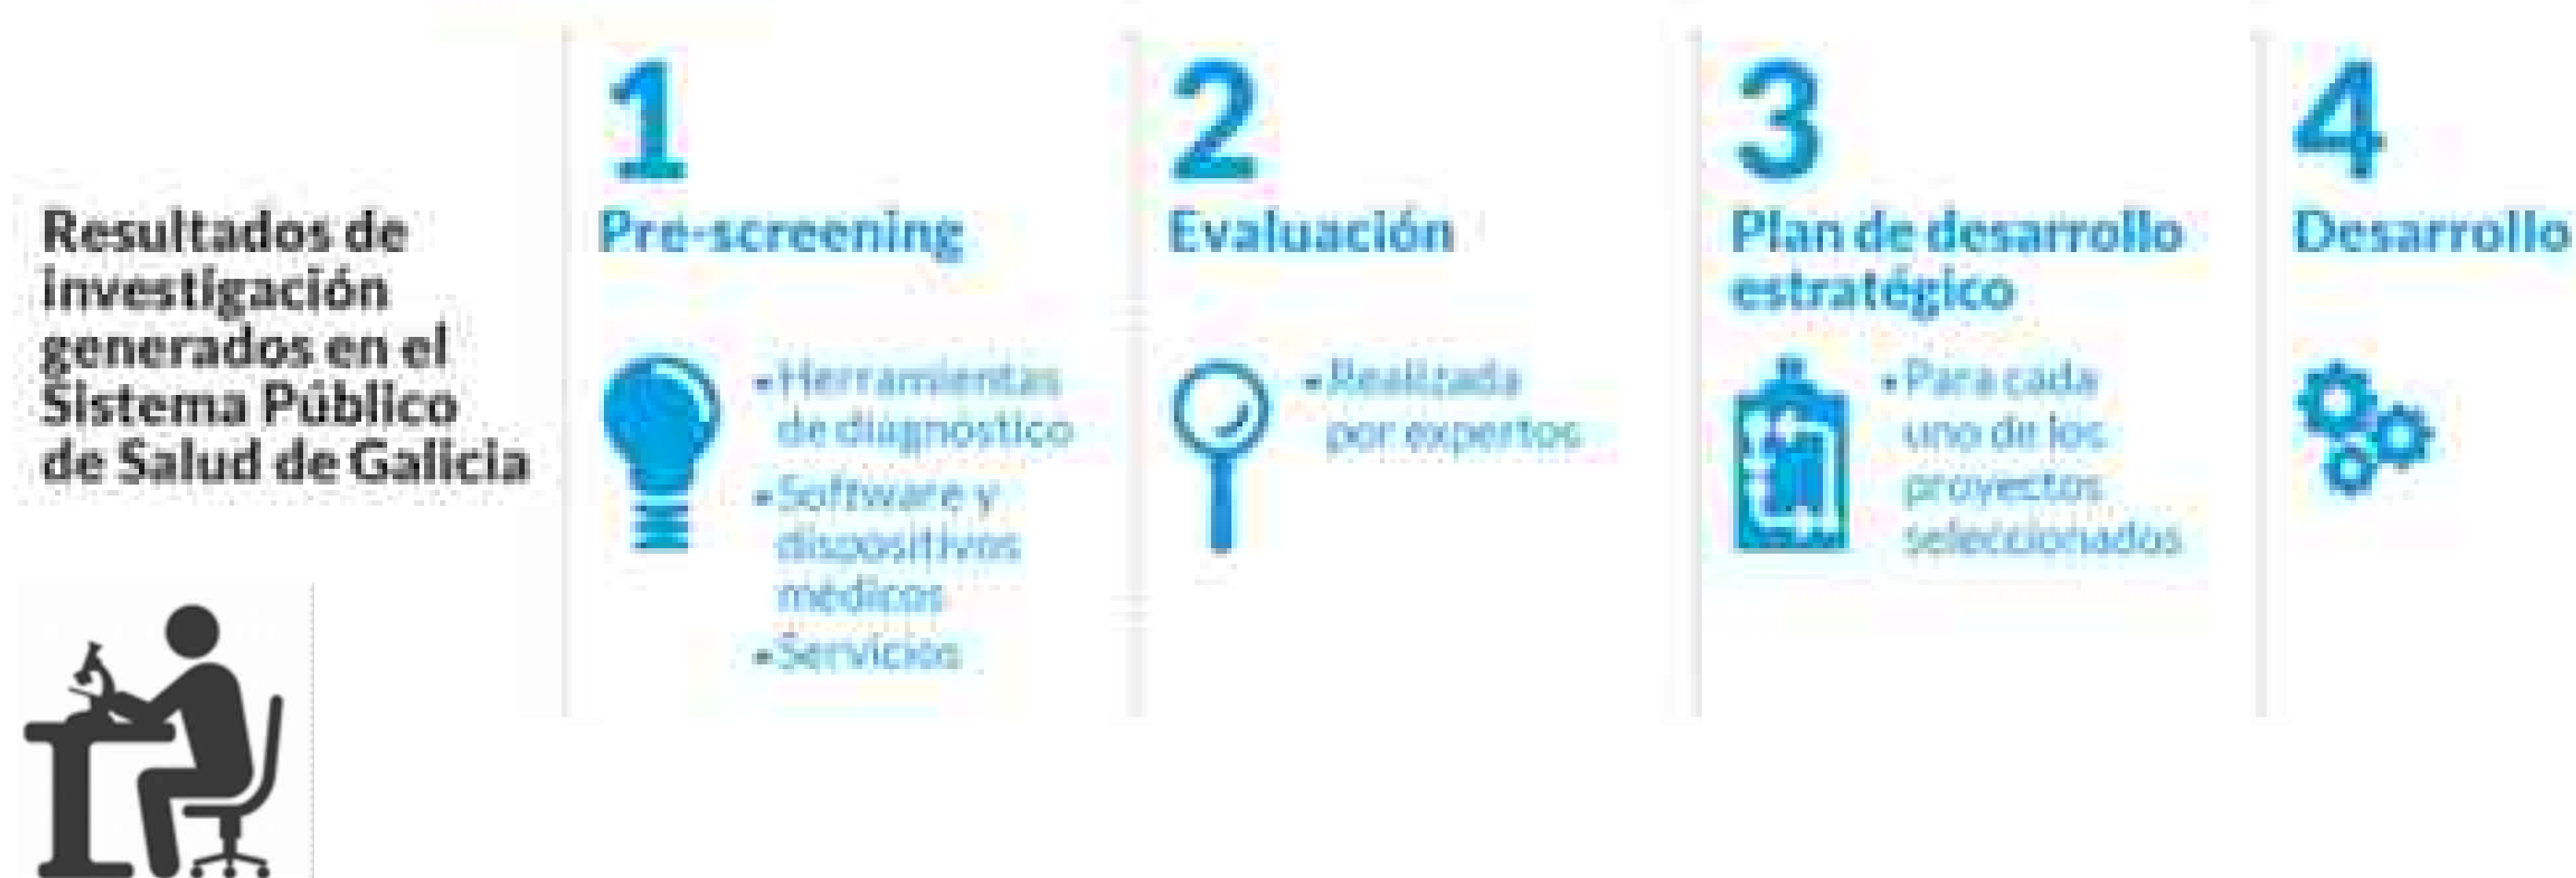 Resultados de
investigación
generados en el
Sistema Público
de Salud de Galicia
1
Pre-screening
•Herramientas
de diagnóstico
•Software y
dispositivos
médicos
•Servicios
2
Evaluación
•Realizada
por expertos
3
Plan de desarrollo
estratégico
•Para cada
uno de los
proyectos
seleccionados
4
Desarrollo